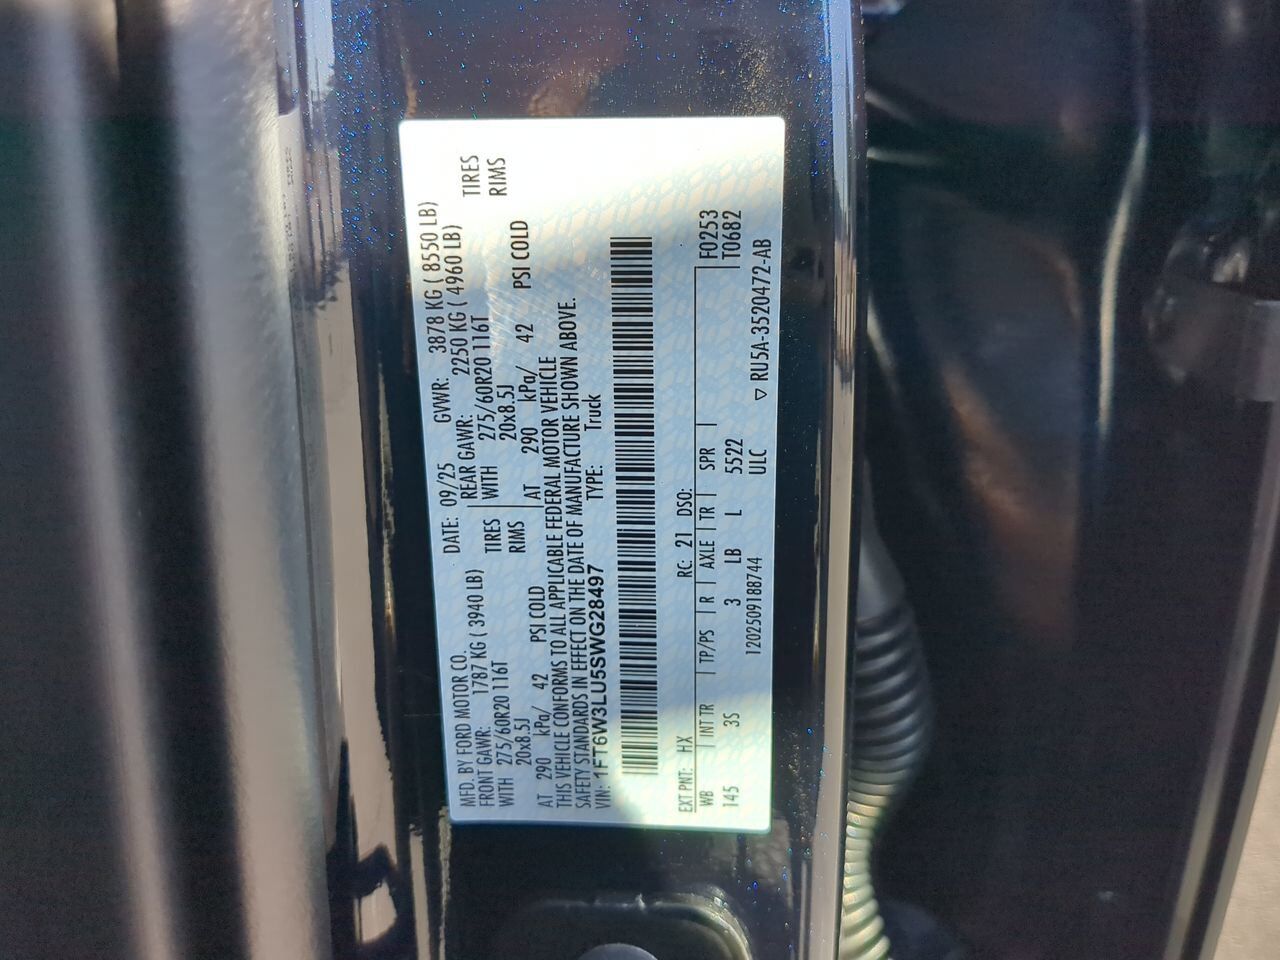 MFD. BY FORD MOTOR CO.
DATE: 09/25 GVWR: 3878 KG ( 8550 LB)
FRONT GAWR: 1787 KG ( 3940 LB)
REAR GAWR: 2250 KG ( 4960 LB)
WITH 275/60R20 116T TIRES
WITH 275/60R20 116T TIRES
20x8.5J RIMS
20x8.5J RIMS
AT 290 kPa/ 42 PSI COLD
AT 290 kPa/ 42 PSI COLD
THIS VEHICLE CONFORMS TO ALL APPLICABLE FEDERAL MOTOR VEHICLE
SAFETY STANDARDS IN EFFECT ON THE DATE OF MANUFACTURE SHOWN ABOVE.
VIN: 1FT6W3LU5SWG28497 TYPE: Truck
EXT PNT: HX RC: 21 DSO:
WB INT TR TP/PS R AXLE TR SPR F0253
145 3S 3 LB L 5522 T0682
1202509188744 ULC
▽ RU5A-3520472-AB